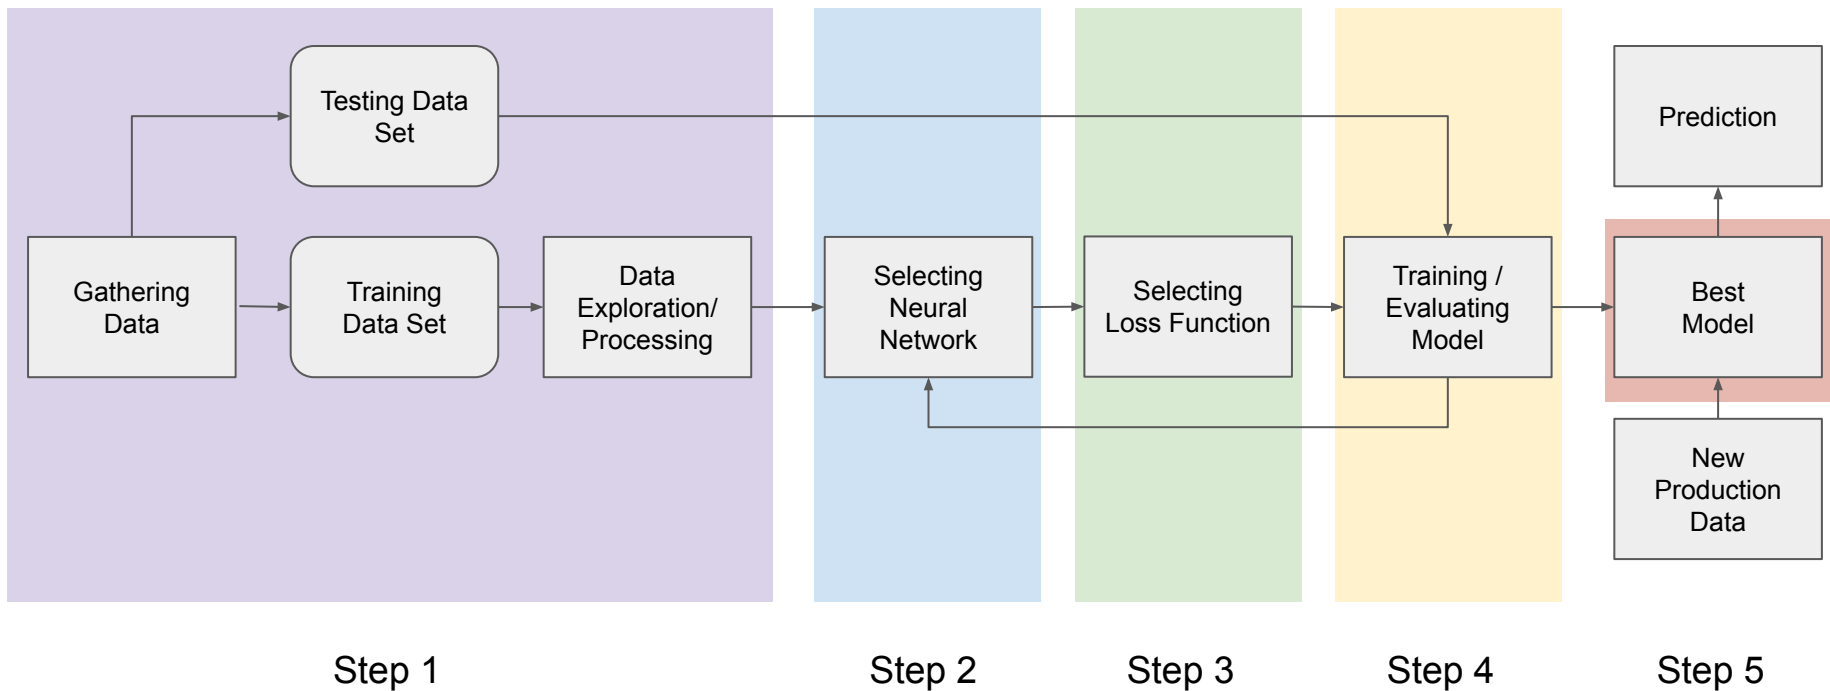 Testing Data
Set
Prediction
Gathering
Data
Training
Data Set
Data
Exploration/
Processing
Selecting
Neural
Network
Selecting
Loss Function
Training /
Evaluating
Model
Best
Model
New
Production
Data
Step 1
Step 2
Step 3
Step 4
Step 5